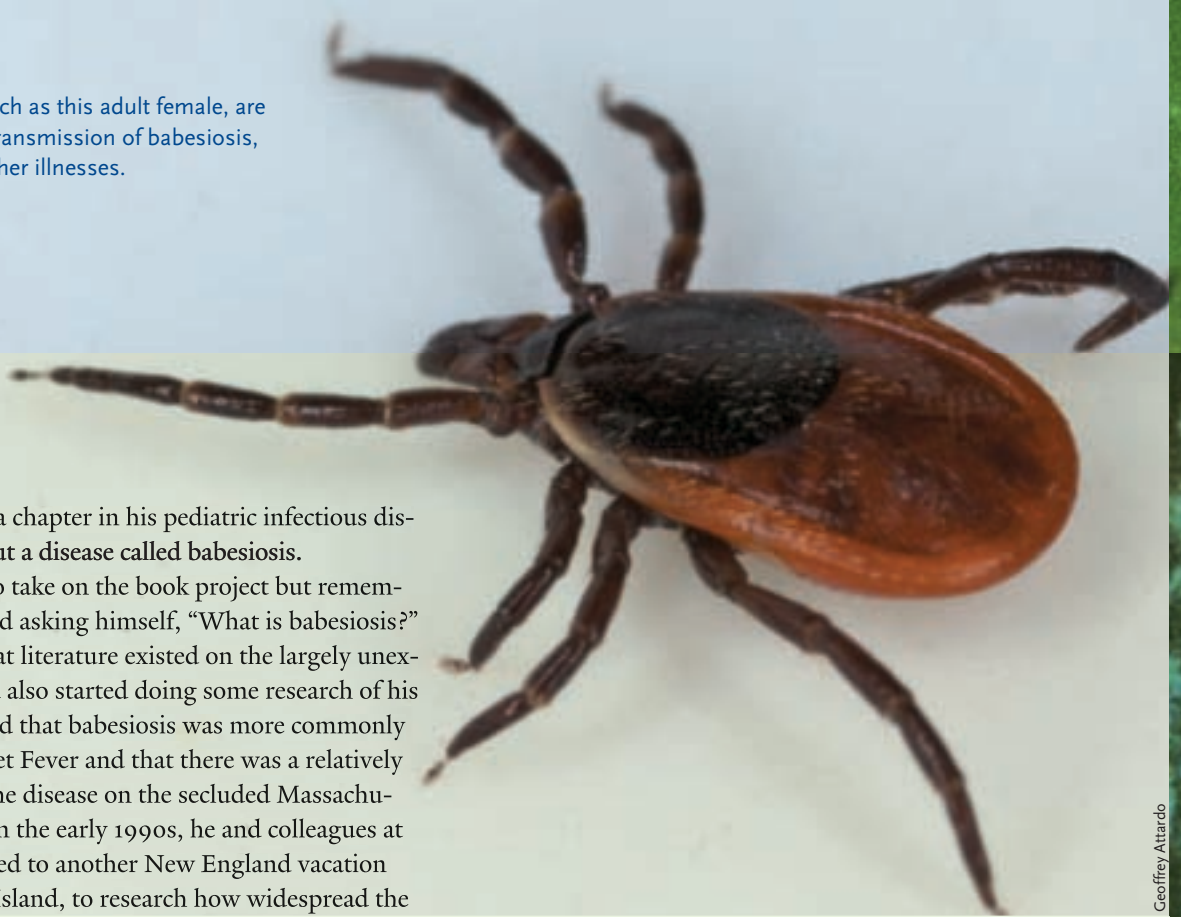 ch as this adult female, are
ransmission of babesiosis,
her illnesses.
a chapter in his pediatric infectious dis-
ut a disease called babesiosis.
o take on the book project but remem-
d asking himself, “What is babesiosis?”
at literature existed on the largely unex-
also started doing some research of his
d that babesiosis was more commonly
et Fever and that there was a relatively
he disease on the secluded Massachu-
n the early 1990s, he and colleagues at
ed to another New England vacation
Island, to research how widespread the
Geoffrey Attardo